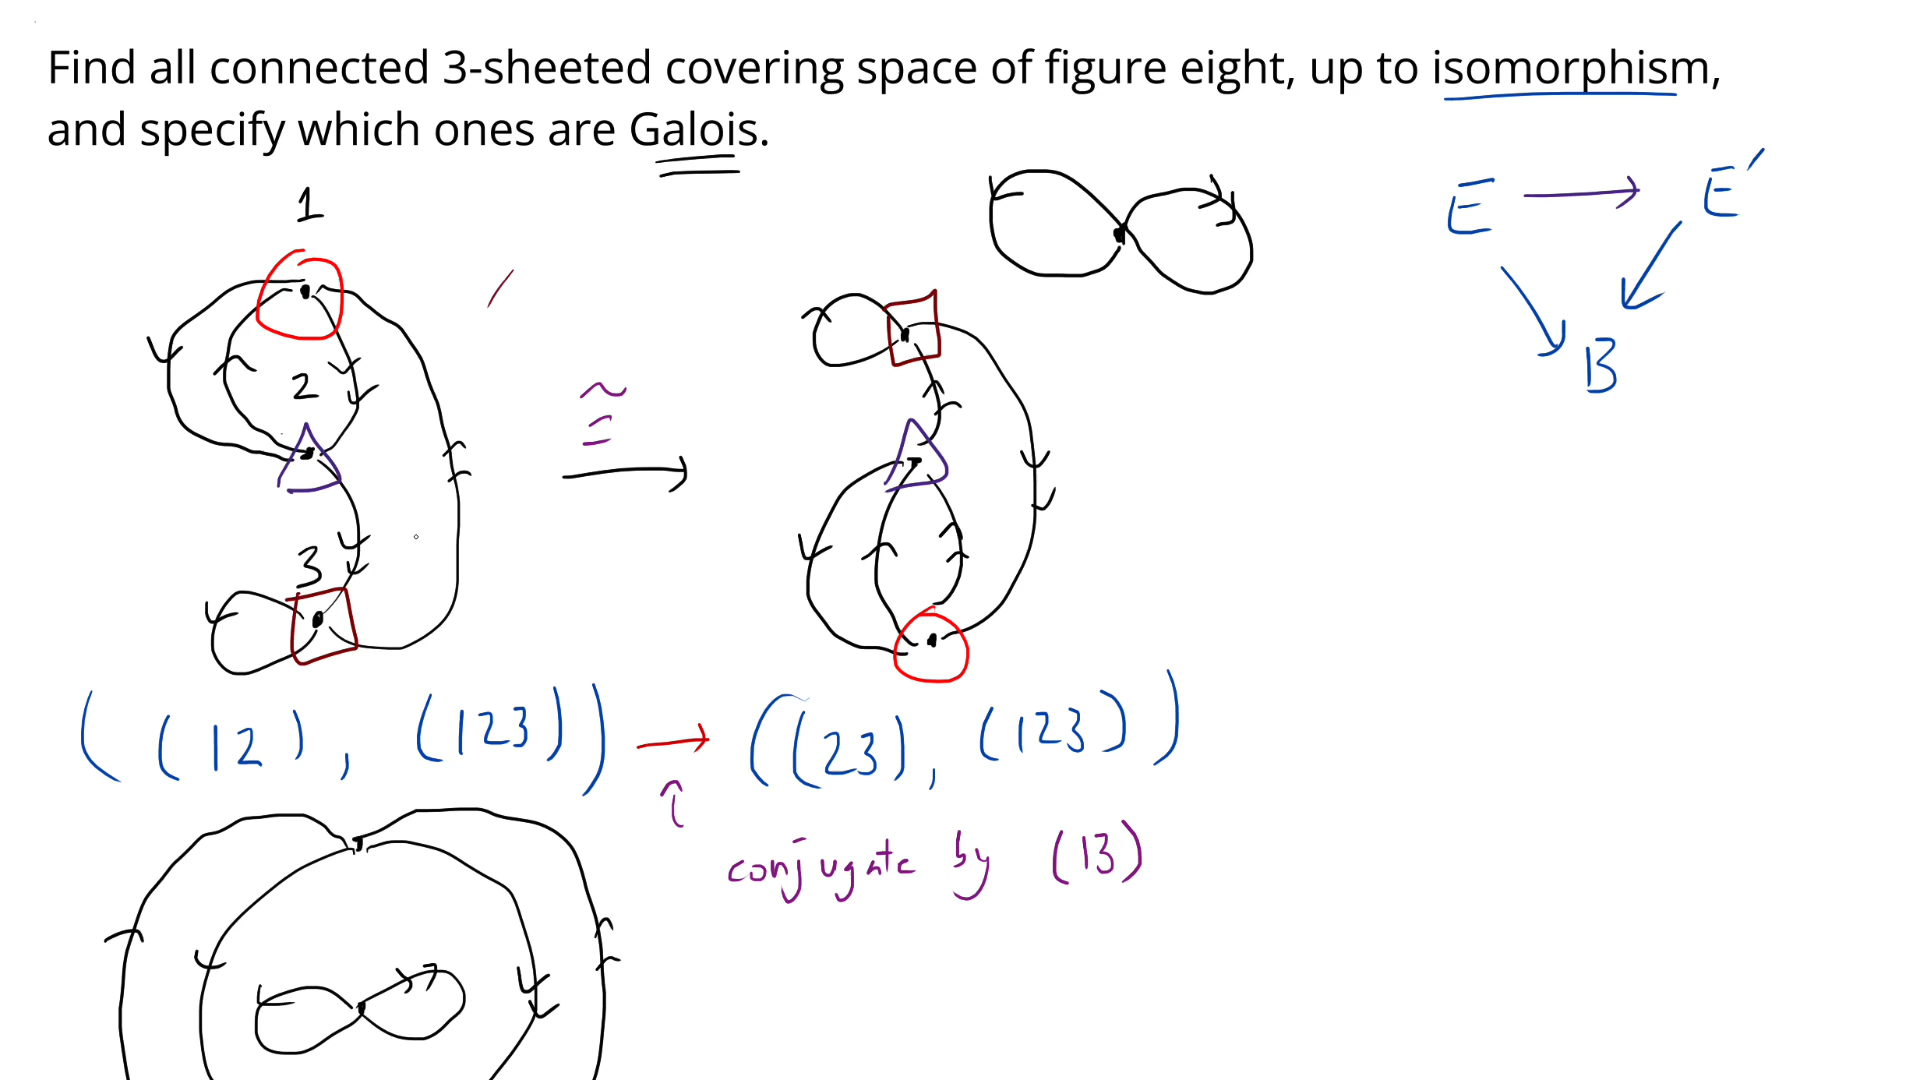 Find all connected 3-sheeted covering space of figure eight, up to isomorphism,
and specify which ones are Galois.
1
2
3
E → E′
B
≅
((12), (123)) → ((23), (123))
conjugate by (13)